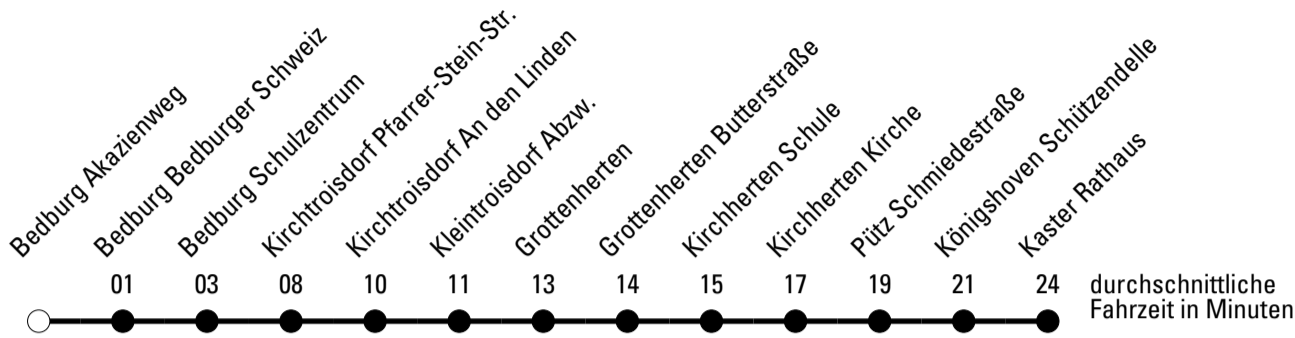 Bedburg Akazienweg
Bedburg Bedburger Schweiz
Bedburg Schulzentrum
Kirchtroisdorf Pfarrer-Stein-Str.
Kirchtroisdorf An den Linden
Kleintroisdorf Abzw.
Grottenherten
Grottenherten Butterstraße
Kirchherten Schule
Kirchherten Kirche
Pütz Schmiedestraße
Königshoven Schützendelle
Kaster Rathaus
01 03 08 10 11 13 14 15 17 19 21 24
durchschnittliche
Fahrzeit in Minuten